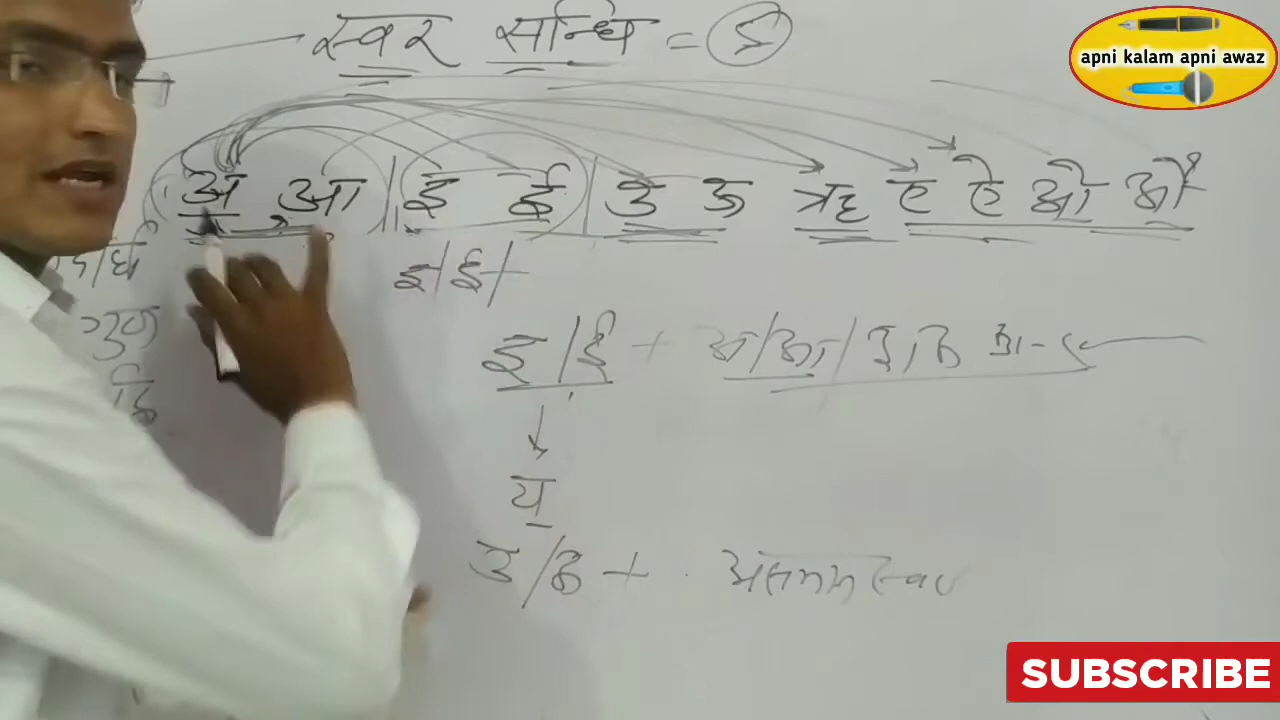 स्वर सन्धि = 5
apni kalam apni awaz
अ आ | इ ई | उ ऊ ऋ ए ऐ ओ औ
गुण
इ/ई/
इ/ई + अ/आ/
य
उ/ऊ + असमान स्वर
SUBSCRIBE